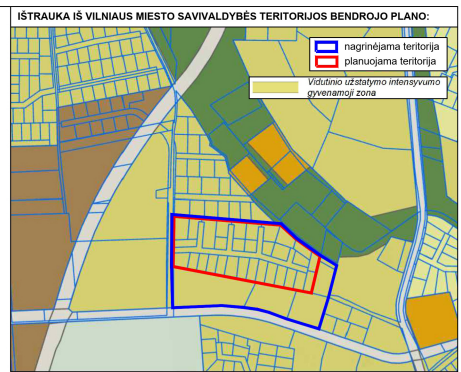 IŠTRAUKA IŠ VILNIAUS MIESTO SAVIVALDYBĖS TERITORIJOS BENDROJO PLANO:
nagrinėjama teritorija
planuojama teritorija
Vidutinio užstatymo intensyvumo
gyvenamoji zona